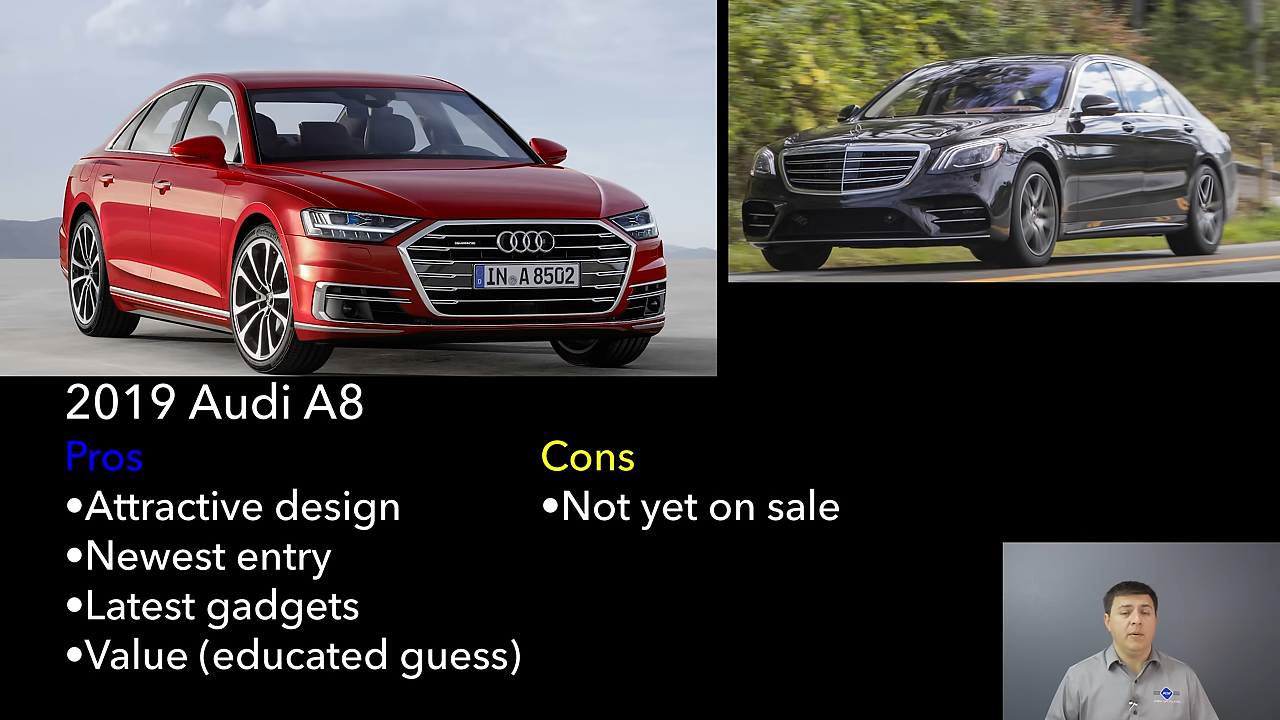 IN A 8502
2019 Audi A8
Pros
•Attractive design
•Newest entry
•Latest gadgets
•Value (educated guess)
Cons
•Not yet on sale